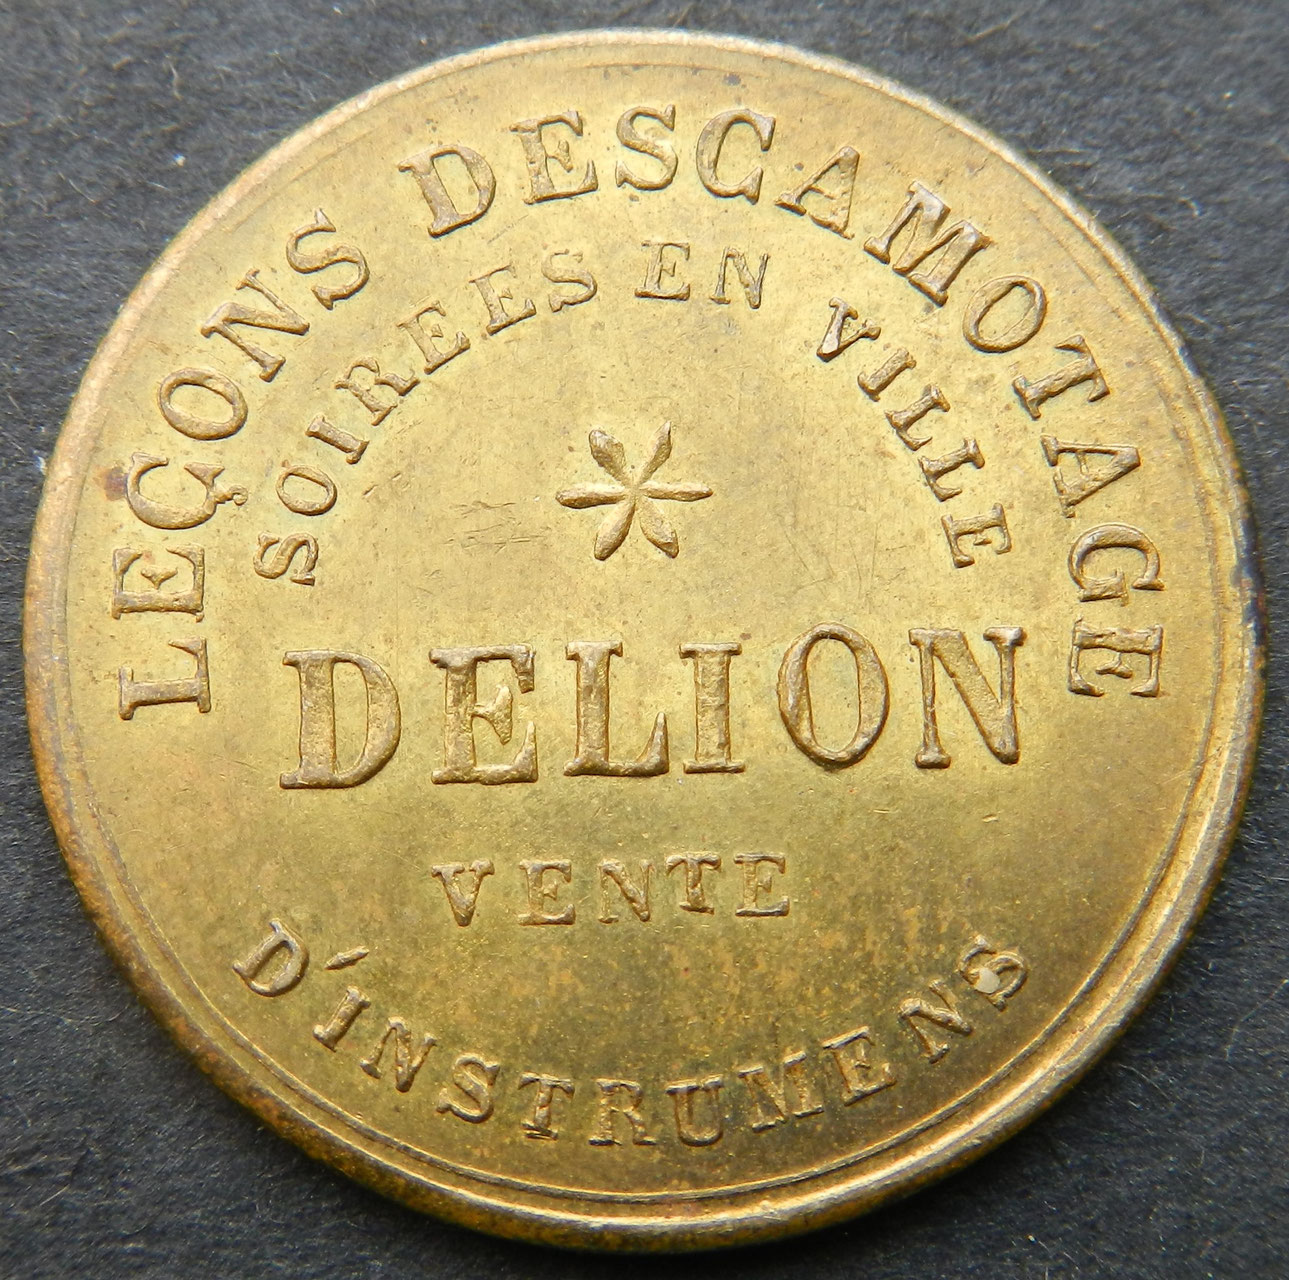 LEÇONS DESCAMOTAGE
SOIREES EN VILLE
DELION
VENTE
D'INSTRUMENS